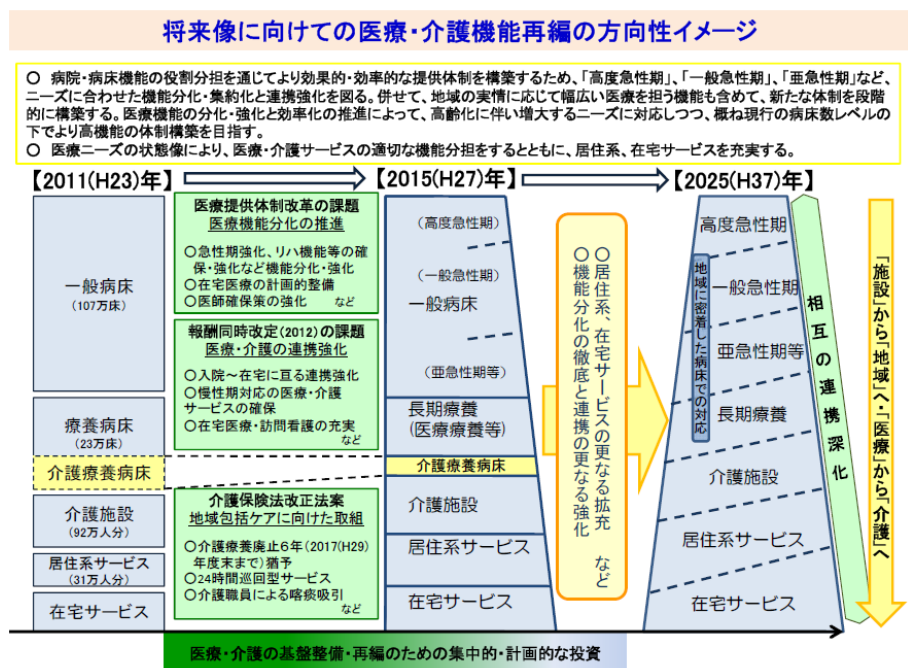 将来像に向けての医療・介護機能再編の方向性イメージ
○ 病院・病床機能の役割分担を通じてより効果的・効率的な提供体制を構築するため、「高度急性期」、「一般急性期」、「亜急性期」など、
ニーズに合わせた機能分化・集約化と連携強化を図る。併せて、地域の実情に応じて幅広い医療を担う機能も含めて、新たな体制を段階
的に構築する。医療機能の分化・強化と効率化の推進によって、高齢化に伴い増大するニーズに対応しつつ、概ね現行の病床数レベルの
下でより高機能の体制構築を目指す。
○ 医療ニーズの状態像により、医療・介護サービスの適切な機能分担をするとともに、居住系、在宅サービスを充実する。
【2011(H23)年】
【2015(H27)年】
【2025(H37)年】
一般病床
(107万床)
療養病床
(23万床)
介護療養病床
介護施設
(92万人分)
居住系サービス
(31万人分)
在宅サービス
医療提供体制改革の課題
医療機能分化の推進
○急性期強化、リハ機能等の確
保・強化など機能分化・強化
○在宅医療の計画的整備
○医師確保策の強化 など
報酬同時改定(2012)の課題
医療・介護の連携強化
○入院~在宅に亘る連携強化
○慢性期対応の医療・介護
サービスの確保
○在宅医療・訪問看護の充実
など
介護保険法改正法案
地域包括ケアに向けた取組
○介護療養廃止6年(2017(H29)
年度末まで)猶予
○24時間巡回型サービス
○介護職員による喀痰吸引
など
(高度急性期)
(一般急性期)
一般病床
(亜急性期等)
長期療養
(医療療養等)
介護療養病床
介護施設
居住系サービス
在宅サービス
○居住系、在宅サービスの更なる拡充
○機能分化の徹底と連携の更なる強化
など
高度急性期
一般急性期
亜急性期等
長期療養
介護施設
居住系サービス
在宅サービス
地域に密着した病床での対応
相互の連携深化
「施設」から「地域」へ・「医療」から「介護」へ
医療・介護の基盤整備・再編のための集中的・計画的な投資